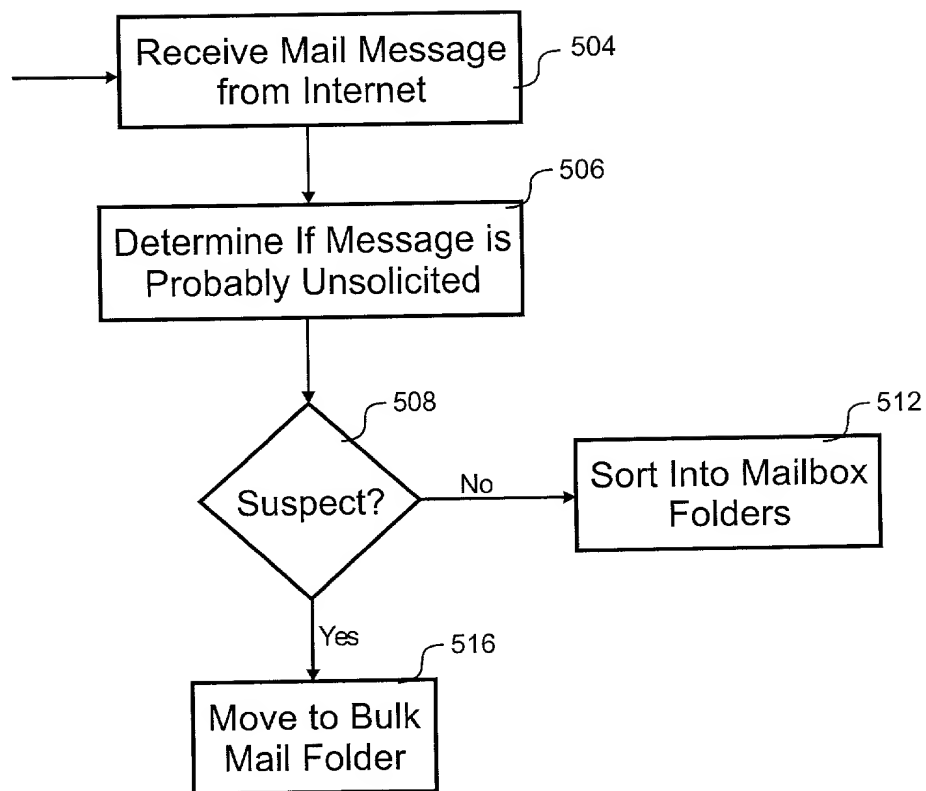 Receive Mail Message
from Internet
504
506
Determine If Message is
Probably Unsolicited
508
512
Suspect?
No
Sort Into Mailbox
Folders
Yes
516
Move to Bulk
Mail Folder